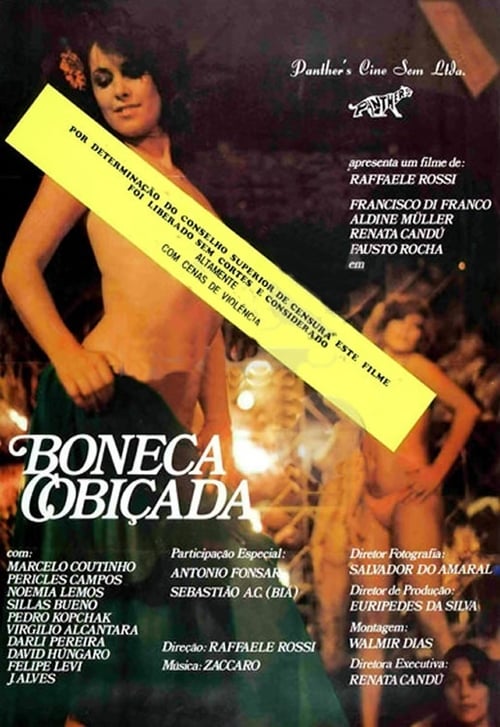 Panther's Cine Som Ltda.
PANTHER'S
apresenta um filme de:
RAFFAELE ROSSI
FRANCISCO DI FRANCO
ALDINE MÜLLER
RENATA CANDÚ
FAUSTO ROCHA
em
POR DETERMINAÇÃO DO CONSELHO SUPERIOR DE CENSURA" ESTE FILME
FOI LIBERADO SEM CORTES E CONSIDERADO
ALTAMENTE
COM CENAS DE VIOLÊNCIA
BONECA
COBIÇADA
com:
MARCELO COUTINHO
PERICLES CAMPOS
NOEMIA LEMOS
SILLAS BUENO
PEDRO KOPCHAK
VIRGILIO ALCANTARA
DARLI PEREIRA
DAVID HÚNGARO
FELIPE LEVI
J.ALVES
Participação Especial:
ANTONIO FONSAR
SEBASTIÃO A.C. (BIÁ)
Direção: RAFFAELE ROSSI
Música: ZACCARO
Diretor Fotografia:
SALVADOR DO AMARAL
Diretor de Produção:
EURIPEDES DA SILVA
Montagem:
WALMIR DIAS
Diretora Executiva:
RENATA CANDÚ